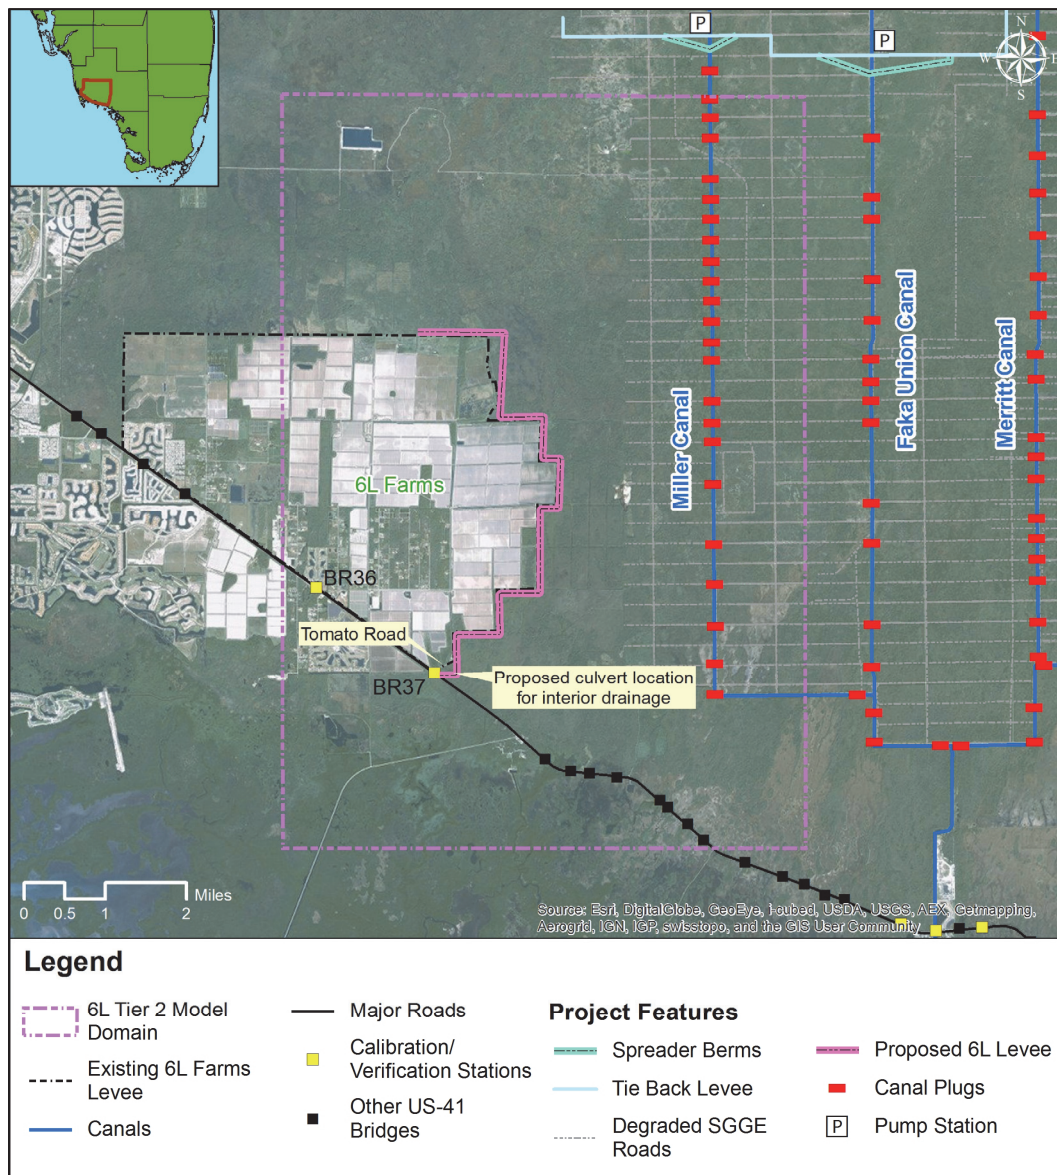 P
P
N
W
E
S
Miller Canal
Faka Union Canal
Merritt Canal
6L Farms
BR36
Tomato Road
BR37
Proposed culvert location
for interior drainage
Miles
0 0.5 1 2
Source: Esri, DigitalGlobe, GeoEye, i-cubed, USDA, USGS, AEX, Getmapping,
Aerogrid, IGN, IGP, swisstopo, and the GIS User Community
Legend
6L Tier 2 Model
Domain
Existing 6L Farms
Levee
Canals
Major Roads
Calibration/
Verification Stations
Other US-41
Bridges
Project Features
Spreader Berms
Tie Back Levee
Degraded SGGE
Roads
Proposed 6L Levee
Canal Plugs
P Pump Station